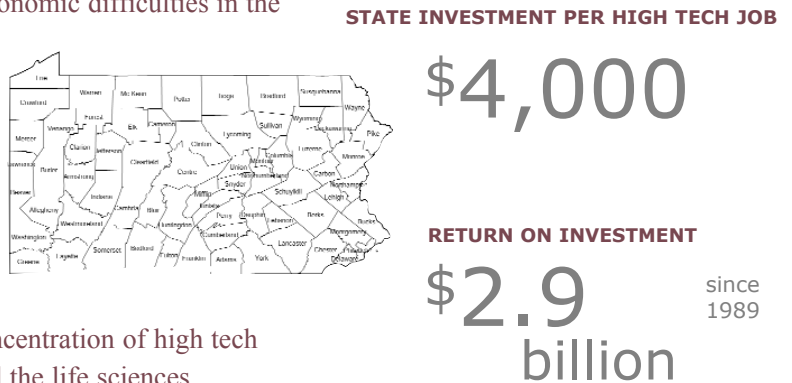 onomic difficulties in the
STATE INVESTMENT PER HIGH TECH JOB
$4,000
Erie
Warren
Mc Kean
Potter
Tioga
Bradford
Susquehanna
Crawford
Wayne
Forest
Wyoming
Venango
Elk
Cameron
Sullivan
Lackawanna
Pike
Mercer
Clinton
Lycoming
Clarion
Jefferson
Luzerne
Lawrence
Clearfield
Columbia
Monroe
Butler
Centre
Union
Montour
Carbon
Armstrong
Northumberland
Snyder
Northampton
Beaver
Schuylkill
Indiana
Mifflin
Lehigh
Allegheny
Cambria
Blair
Juniata
Perry
Dauphin
Berks
Bucks
Westmoreland
Huntingdon
Lebanon
Cumberland
Montgomery
Washington
Lancaster
Somerset
Bedford
Chester
Philadelphia
Greene
Fayette
Fulton
Franklin
Adams
York
Delaware
RETURN ON INVESTMENT
$2.9
billion
since
1989
ncentration of high tech
d the life sciences